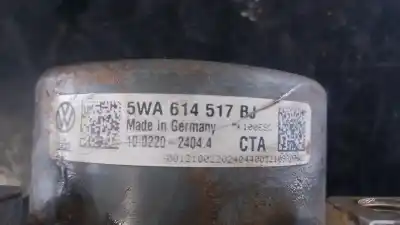 5WA 614 517 BJ
Made in Germany
10.0220-2404.4 CTA